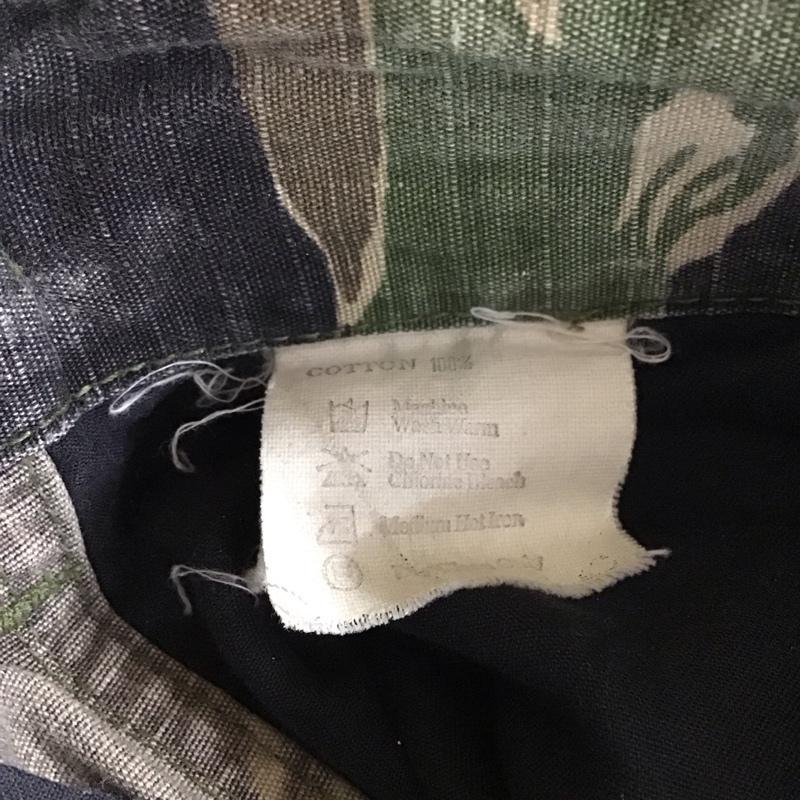 COTTON 100%
Machine
Wash Warm
Do Not Use
Chlorine Bleach
Medium Hot Iron